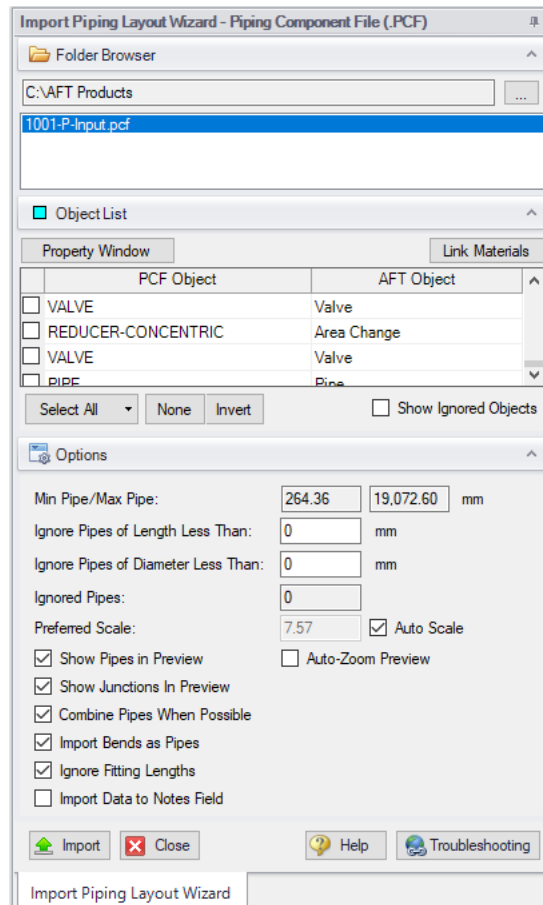 Import Piping Layout Wizard - Piping Component File (.PCF)
Folder Browser
C:\AFT Products
...
1001-P-Input.pcf
Object List
Property Window
Link Materials
PCF Object AFT Object
VALVE Valve
REDUCER-CONCENTRIC Area Change
VALVE Valve
PIPE Pipe
Select All None Invert Show Ignored Objects
Options
Min Pipe/Max Pipe: 264.36 19,072.60 mm
Ignore Pipes of Length Less Than: 0 mm
Ignore Pipes of Diameter Less Than: 0 mm
Ignored Pipes: 0
Preferred Scale: 7.57 Auto Scale
Show Pipes in Preview Auto-Zoom Preview
Show Junctions In Preview
Combine Pipes When Possible
Import Bends as Pipes
Ignore Fitting Lengths
Import Data to Notes Field
Import Close Help Troubleshooting
Import Piping Layout Wizard